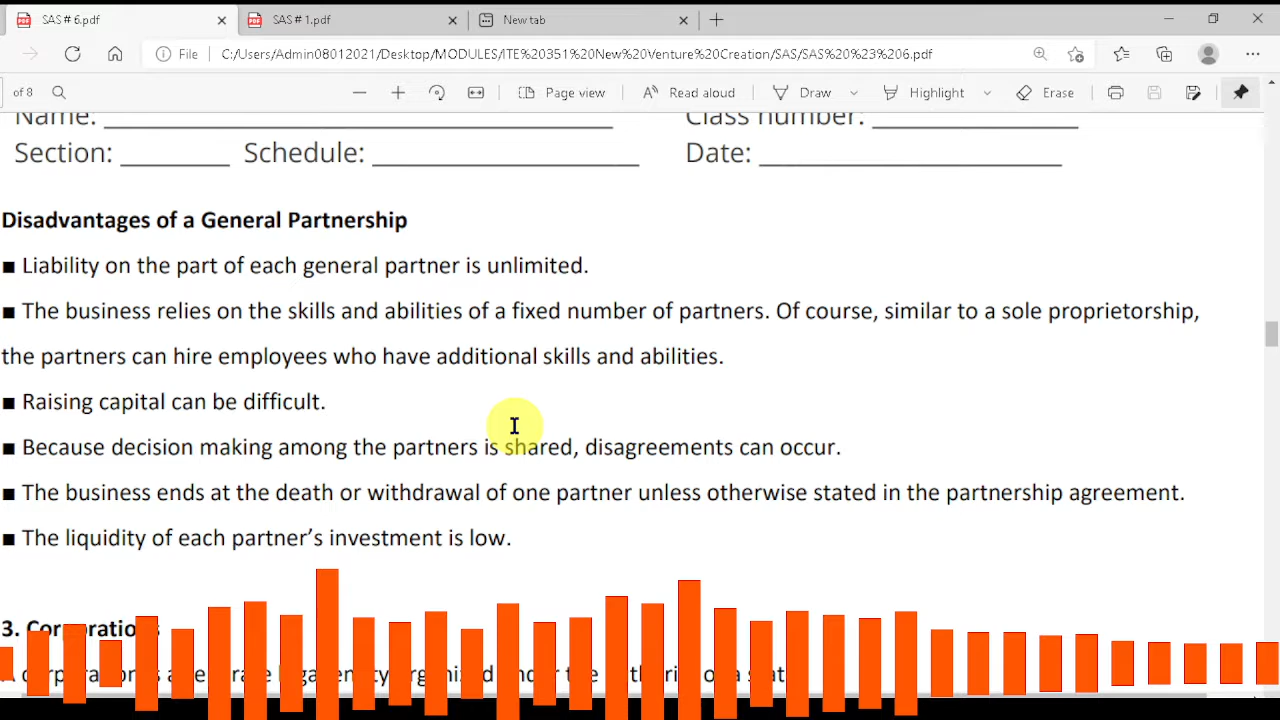 SAS # 6.pdf
SAS # 1.pdf
New tab
File C:/Users/Admin08012021/Desktop/MODULES/ITE%20351%20New%20Venture%20Creation/SAS/SAS%20%23%206.pdf
of 8 Page view Read aloud Draw Highlight Erase
Name: Class number:
Section: Schedule: Date:
Disadvantages of a General Partnership
■ Liability on the part of each general partner is unlimited.
■ The business relies on the skills and abilities of a fixed number of partners. Of course, similar to a sole proprietorship,
the partners can hire employees who have additional skills and abilities.
■ Raising capital can be difficult.
■ Because decision making among the partners is shared, disagreements can occur.
■ The business ends at the death or withdrawal of one partner unless otherwise stated in the partnership agreement.
■ The liquidity of each partner’s investment is low.
3. Corporations